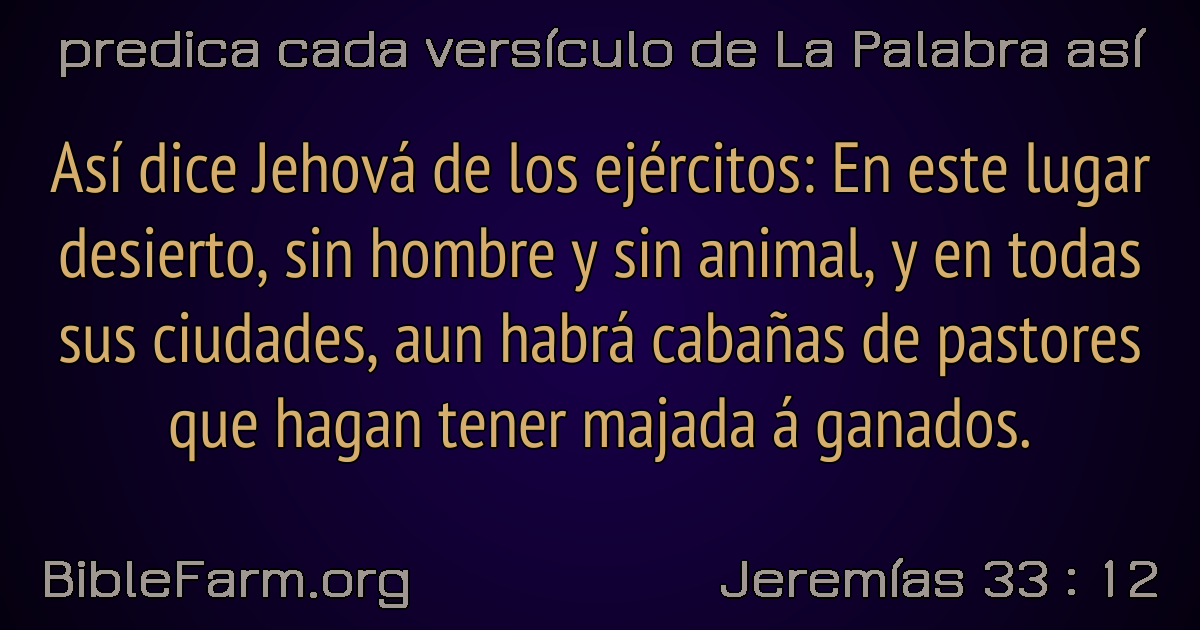 predica cada versículo de La Palabra así
Así dice Jehová de los ejércitos: En este lugar
desierto, sin hombre y sin animal, y en todas
sus ciudades, aun habrá cabañas de pastores
que hagan tener majada á ganados.
BibleFarm.org
Jeremías 33 : 12